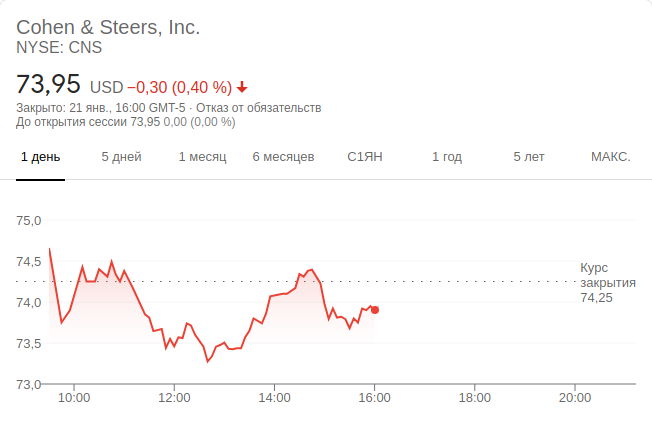 Cohen & Steers, Inc.
NYSE: CNS
73,95 USD −0,30 (0,40 %)
Закрыто: 21 янв., 16:00 GMT-5 · Отказ от обязательств
До открытия сессии 73,95 0,00 (0,00 %)
1 день 5 дней 1 месяц 6 месяцев С1ЯН 1 год 5 лет МАКС.
75,0
74,5
Курс
закрытия
74,25
74,0
73,5
73,0
10:00 12:00 14:00 16:00 18:00 20:00